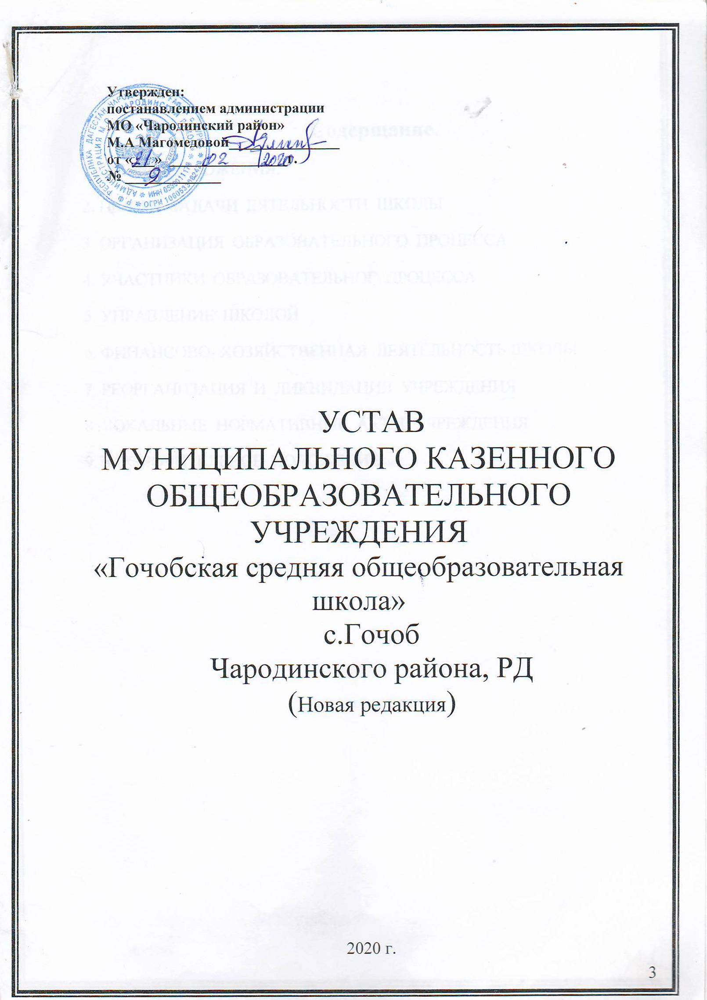 Утвержден:
постанавлением администрации
МО «Чародинский район»
М.А Магомедовой
от «21» 02 2020 г.
№ 9
УСТАВ
МУНИЦИПАЛЬНОГО КАЗЕННОГО
ОБЩЕОБРАЗОВАТЕЛЬНОГО
УЧРЕЖДЕНИЯ
«Гочобская средняя общеобразовательная
школа»
с.Гочоб
Чародинского района, РД
(Новая редакция)
2020 г.
3